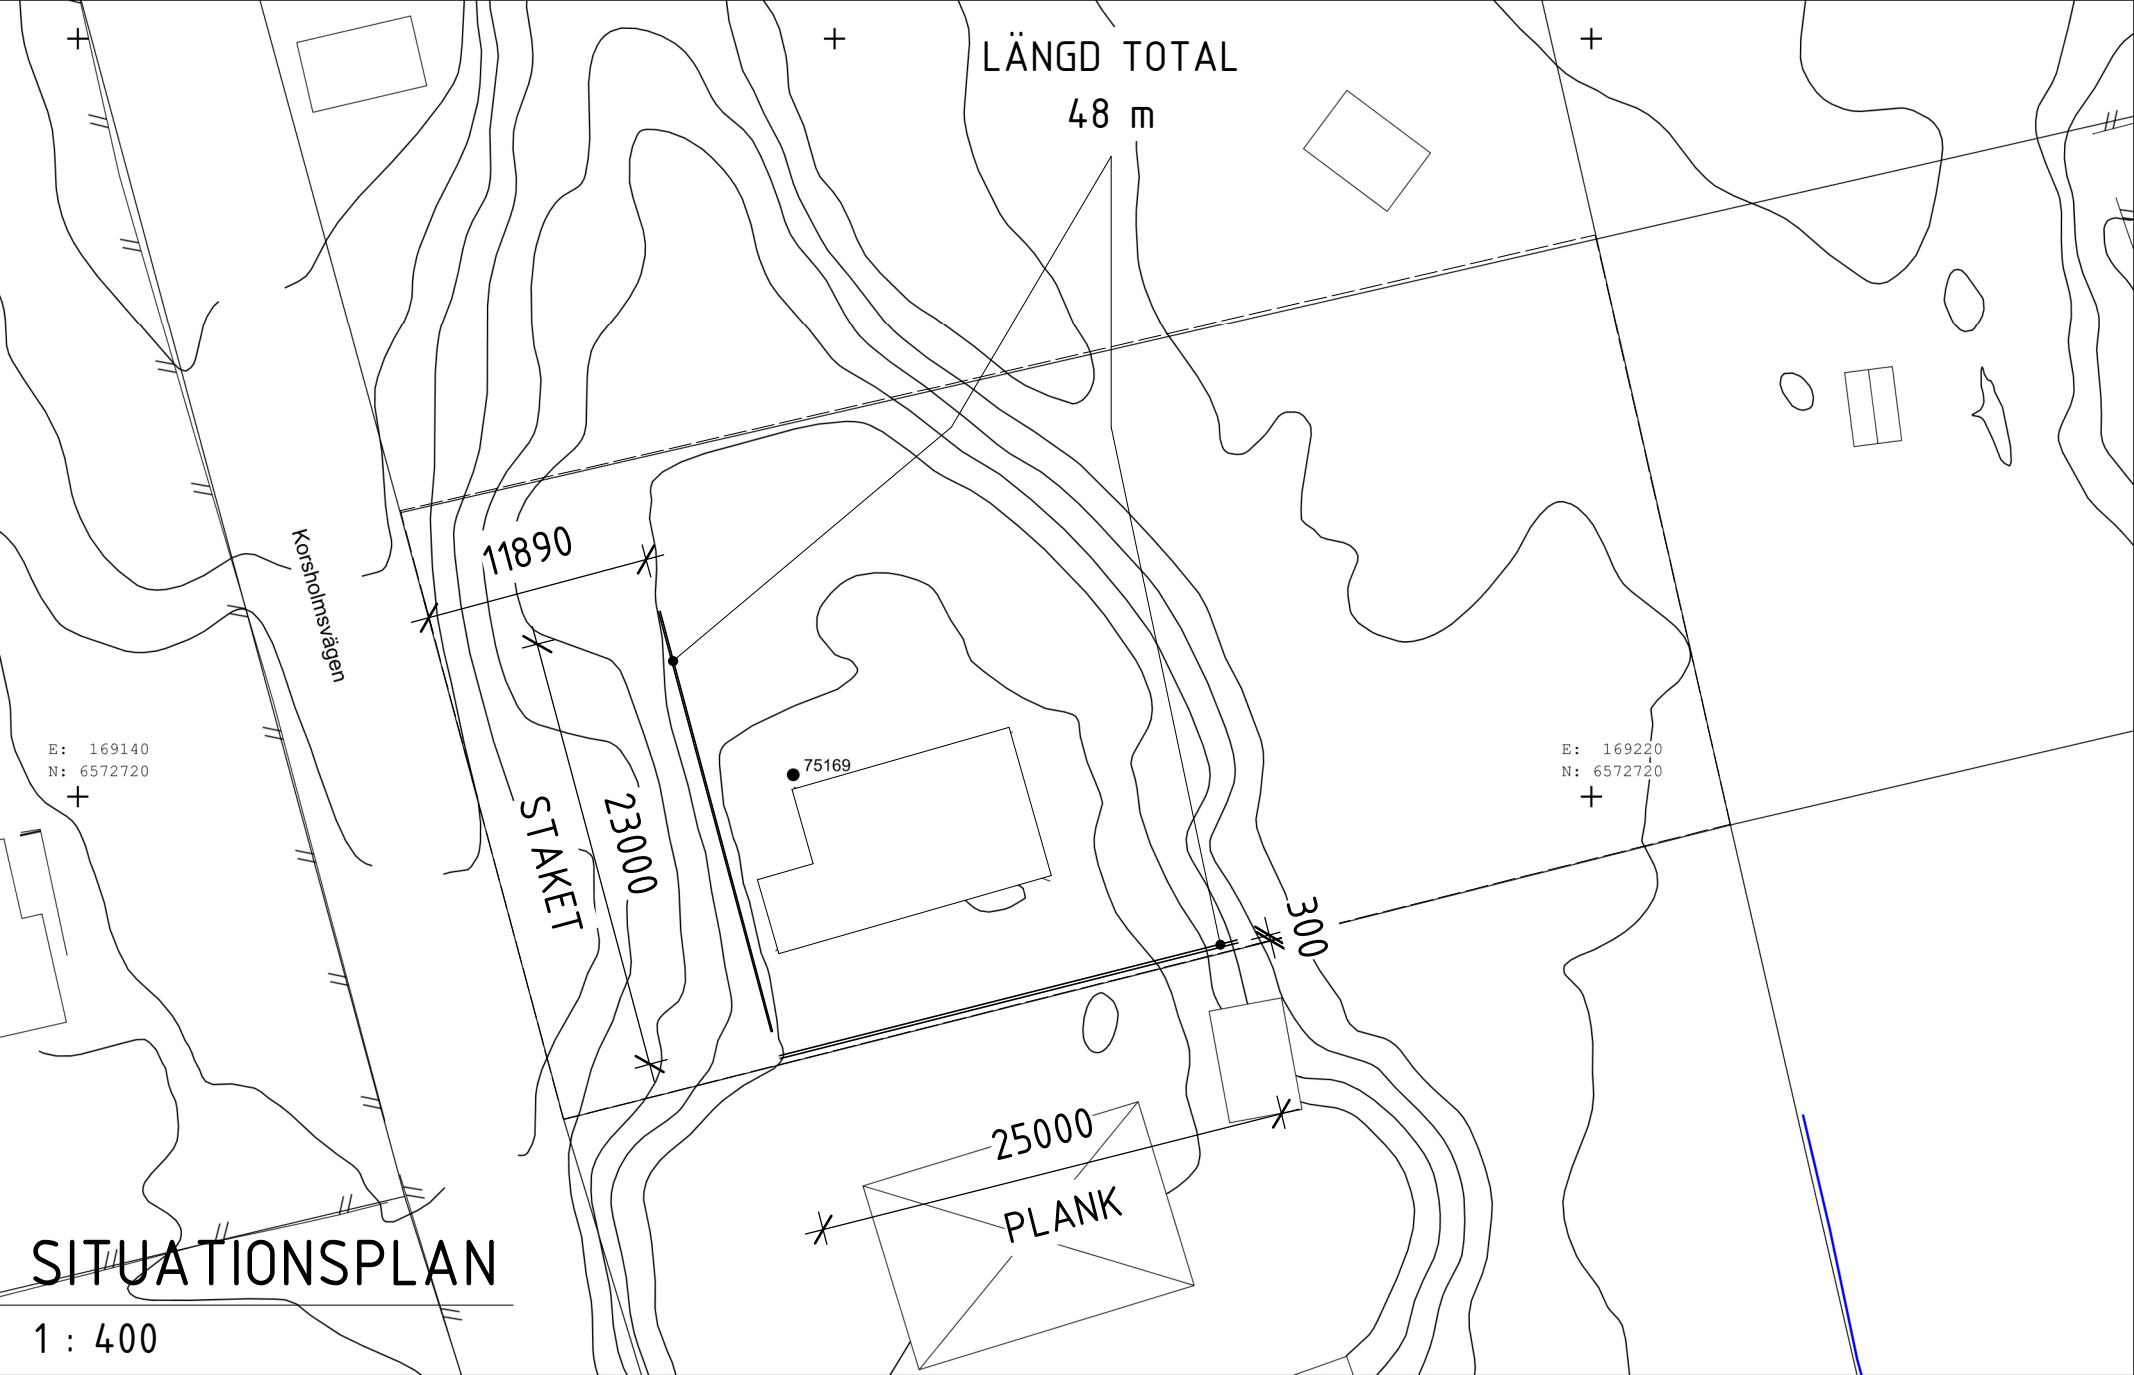 LÄNGD TOTAL
48 m
11890
Korsholmsvägen
E: 169140
N: 6572720
75169
E: 169220
N: 6572720
STAKET
23000
300
25000
PLANK
SITUATIONSPLAN
1 : 400